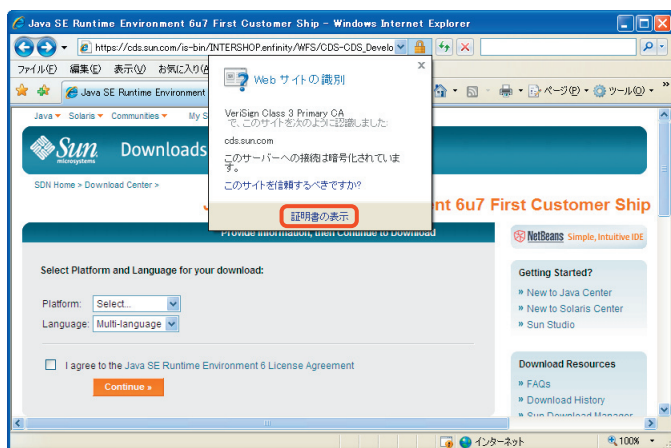 Java SE Runtime Environment 6u7 First Customer Ship - Windows Internet Explorer
https://cds.sun.com/is-bin/INTERSHOP.enfinity/WFS/CDS-CDS_Develo
ファイル(F) 編集(E) 表示(V) お気に入り(A
Java SE Runtime Environment
ページ(P) ツール(O) »
Web サイトの識別
x
VeriSign Class 3 Primary CA
で、このサイトを次のように認識しました:
cds.sun.com
このサーバーへの接続は暗号化されています。
このサイトを信頼するべきですか?
証明書の表示
Java Solaris Communities My S
Sun
microsystems
Downloads
SDN Home > Download Center >
J
nt 6u7 First Customer Ship
Provide Information, then Continue to Download
NetBeans Simple, Intuitive IDE
Select Platform and Language for your download:
Platform: Select...
Language: Multi-language
I agree to the Java SE Runtime Environment 6 License Agreement
Continue »
Getting Started?
» New to Java Center
» New to Solaris Center
» Sun Studio
Download Resources
» FAQs
» Download History
» Sun Download Manager
インターネット
100%